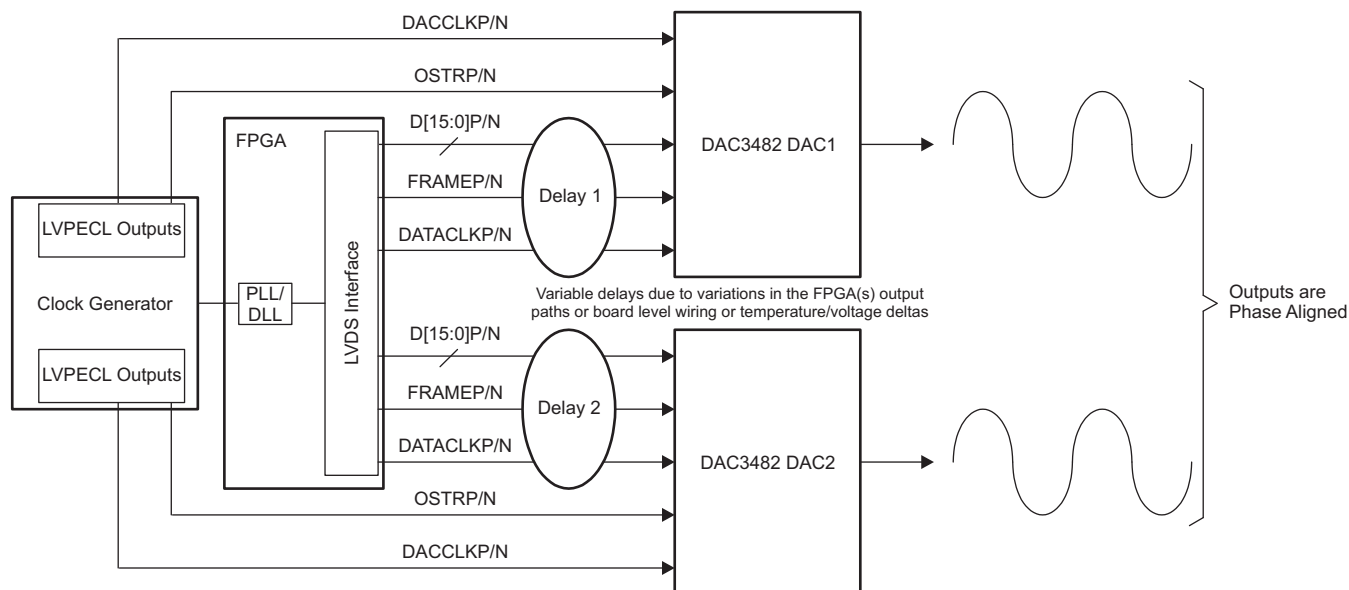 DACCLKP/N
OSTRP/N
FPGA
D[15:0]P/N
FRAMEP/N
DATACLKP/N
Delay 1
DAC3482 DAC1
LVPECL Outputs
Clock Generator
LVPECL Outputs
PLL/
DLL
LVDS Interface
Variable delays due to variations in the FPGA(s) output
paths or board level wiring or temperature/voltage deltas
Outputs are
Phase Aligned
D[15:0]P/N
FRAMEP/N
DATACLKP/N
Delay 2
DAC3482 DAC2
OSTRP/N
DACCLKP/N